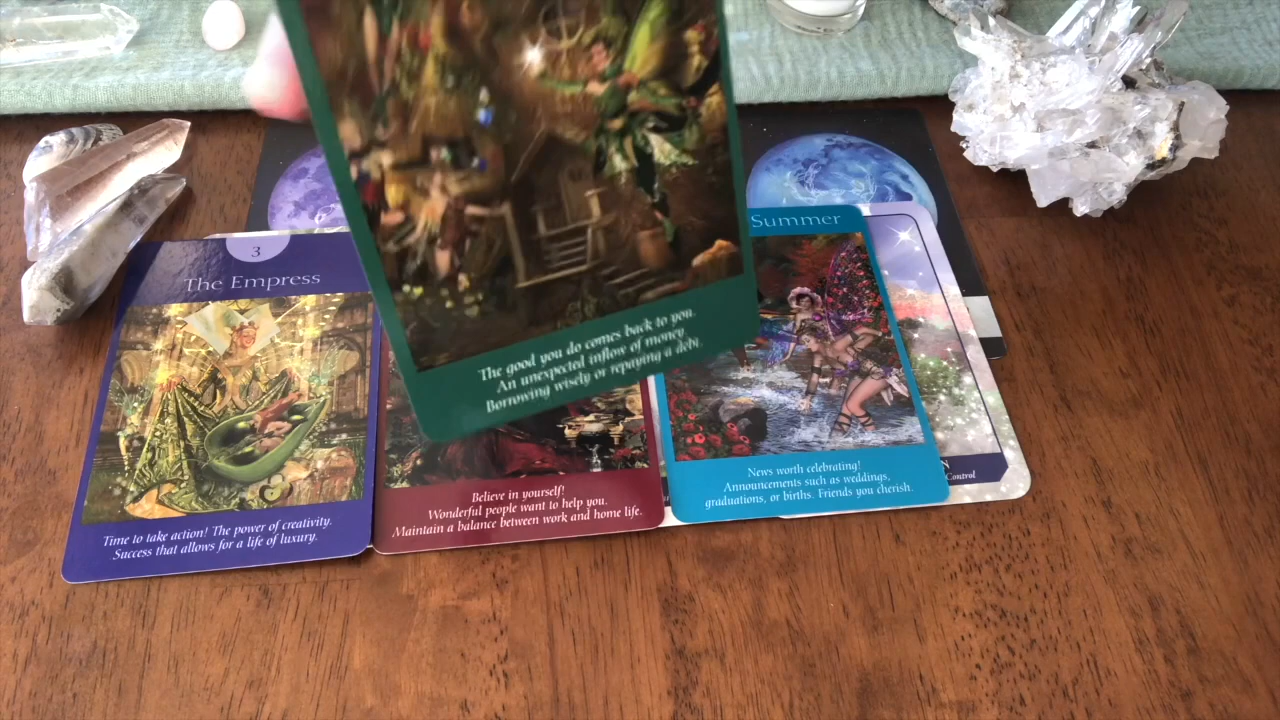 3
The Empress
Time to take action! The power of creativity.
Success that allows for a life of luxury.
The good you do comes back to you.
An unexpected inflow of money.
Borrowing wisely or repaying a debt.
Believe in yourself!
Wonderful people want to help you.
Maintain a balance between work and home life.
Summer
News worth celebrating!
Announcements such as weddings,
graduations, or births. Friends you cherish.
Control